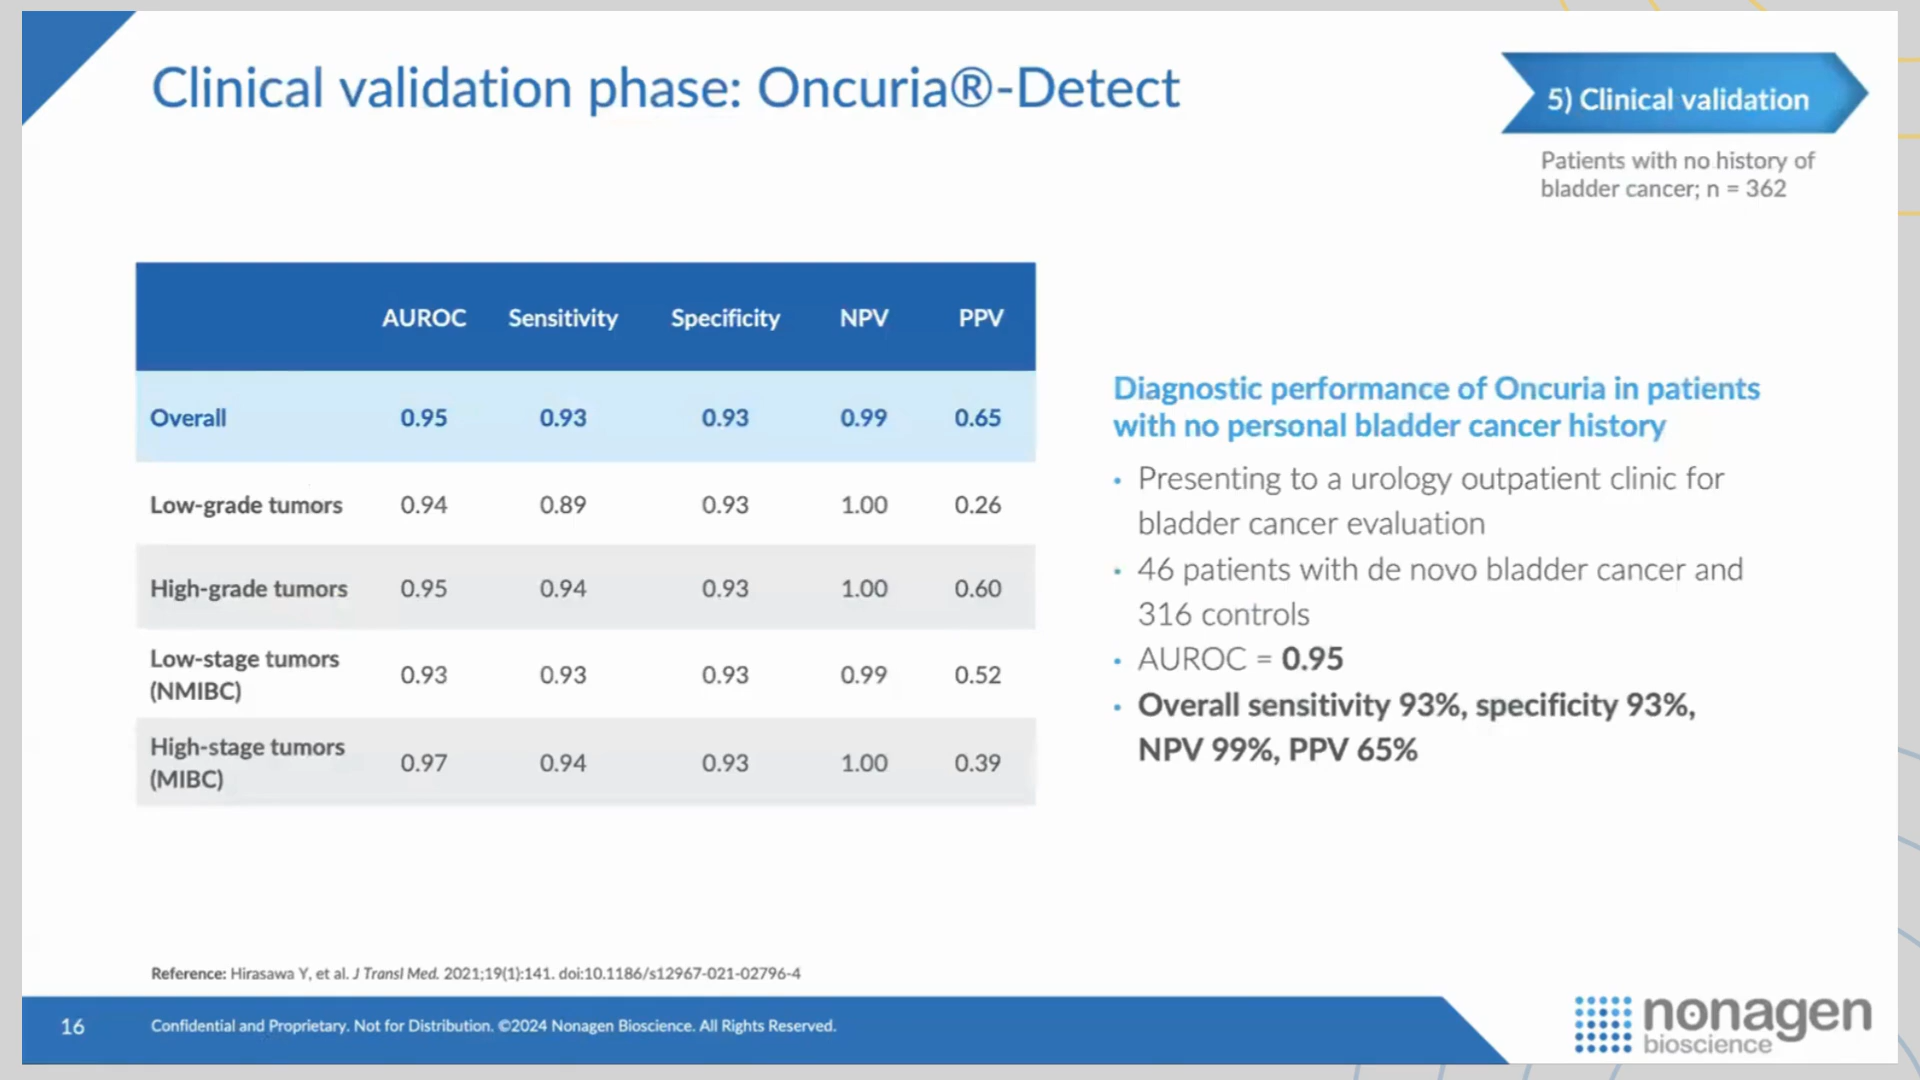 Clinical validation phase: Oncuria®-Detect
5) Clinical validation
Patients with no history of
bladder cancer; n = 362
AUROC Sensitivity Specificity NPV PPV
Overall 0.95 0.93 0.93 0.99 0.65
Low-grade tumors 0.94 0.89 0.93 1.00 0.26
High-grade tumors 0.95 0.94 0.93 1.00 0.60
Low-stage tumors
(NMIBC) 0.93 0.93 0.93 0.99 0.52
High-stage tumors
(MIBC) 0.97 0.94 0.93 1.00 0.39
Diagnostic performance of Oncuria in patients
with no personal bladder cancer history
• Presenting to a urology outpatient clinic for
bladder cancer evaluation
• 46 patients with de novo bladder cancer and
316 controls
• AUROC = 0.95
• Overall sensitivity 93%, specificity 93%,
NPV 99%, PPV 65%
Reference: Hirasawa Y, et al. J Transl Med. 2021;19(1):141. doi:10.1186/s12967-021-02796-4
16 Confidential and Proprietary. Not for Distribution. ©2024 Nonagen Bioscience. All Rights Reserved.
nonagen
bioscience